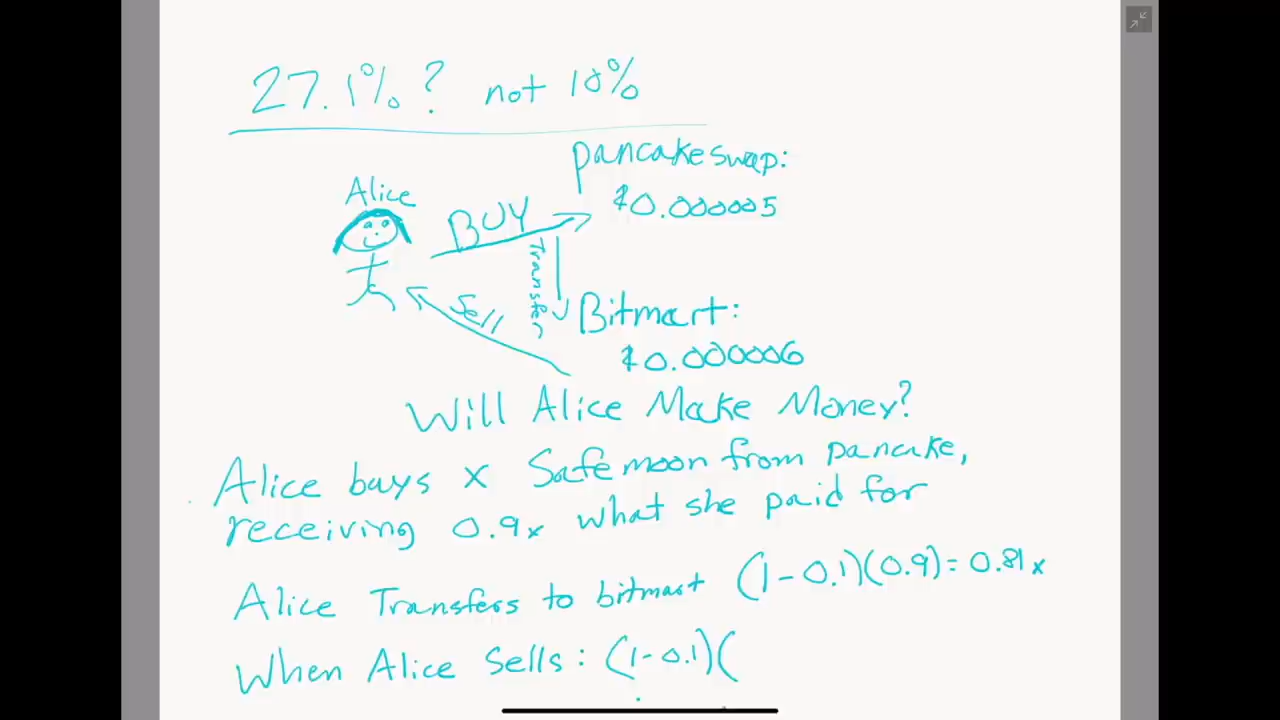 27.1%? not 10%
pancakeswap:
$0.000005
Alice
BUY
Transfer
Sell
Bitmart:
$0.000006
Will Alice Make Money?
Alice buys x Safemoon from pancake,
receiving 0.9x what she paid for
Alice Transfers to bitmart (1-0.1)(0.9)=0.81x
When Alice Sells: (1-0.1)(